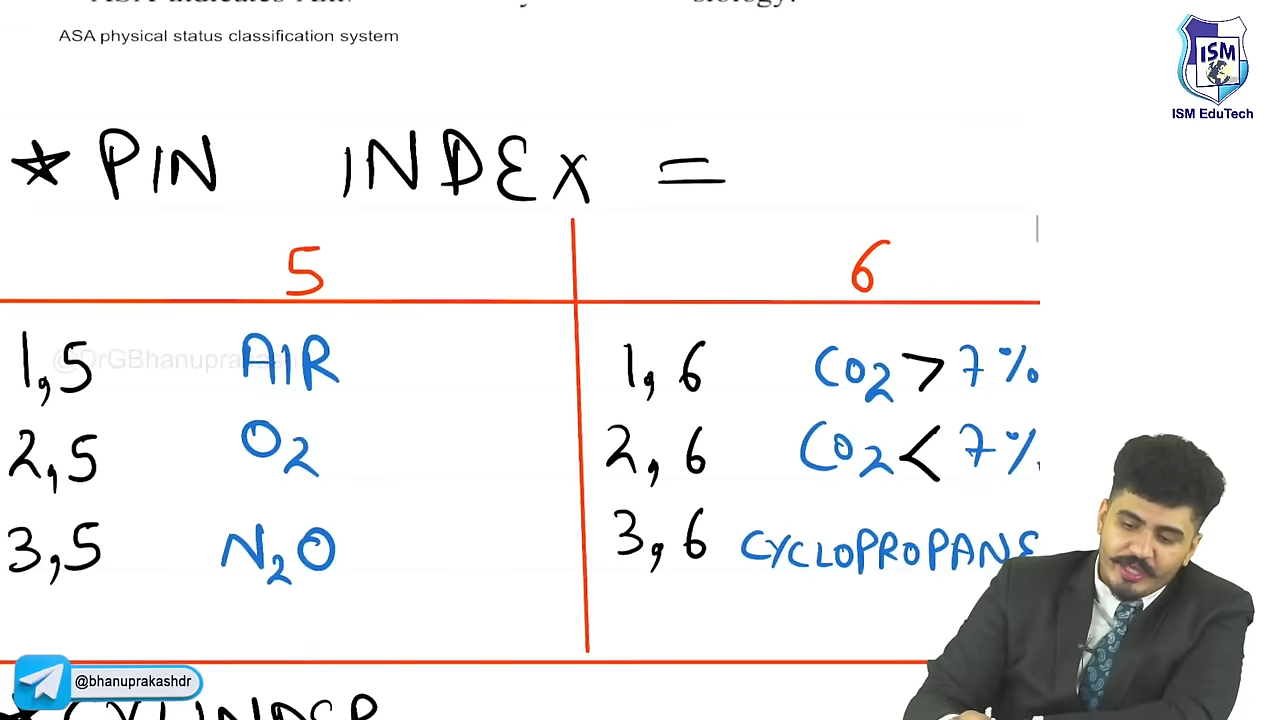 ASA physical status classification system
ISM
ISM EduTech
★ PIN INDEX =
5 6
1,5 AIR 1,6 CO2 > 7%
@DrGBhanuprakash
2,5 O2 2,6 CO2 < 7%
3,5 N2O 3,6 CYCLOPROPANE
@bhanuprakashdr